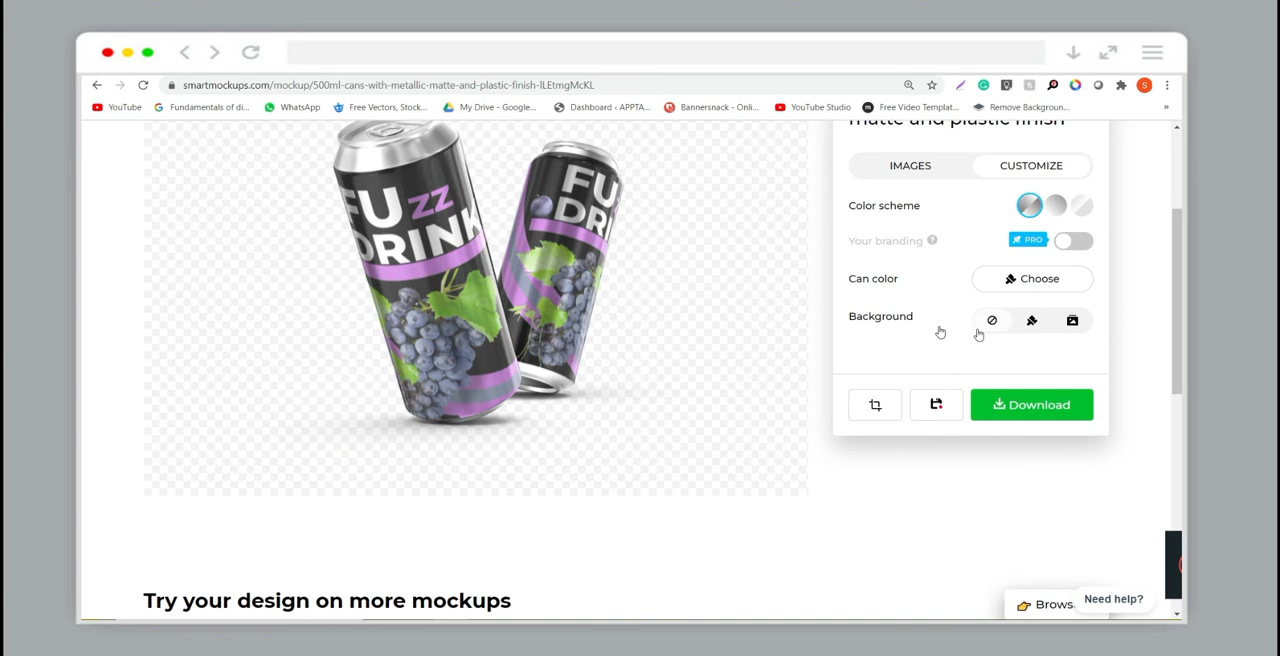 smartmockups.com/mockup/500ml-cans-with-metallic-matte-and-plastic-finish-lLEtmgMcKL
S
YouTube
Fundamentals of di...
WhatsApp
Free Vectors, Stock...
My Drive - Google...
Dashboard ‹ APPTA...
Bannersnack - Onli...
YouTube Studio
Free Video Templat...
Remove Backgroun...
»
matte and plastic finish
IMAGES
CUSTOMIZE
Color scheme
Your branding ?
PRO
Can color
Choose
Background
Download
FUzz
DRINK
FU
DRI
Try your design on more mockups
Brows
Need help?